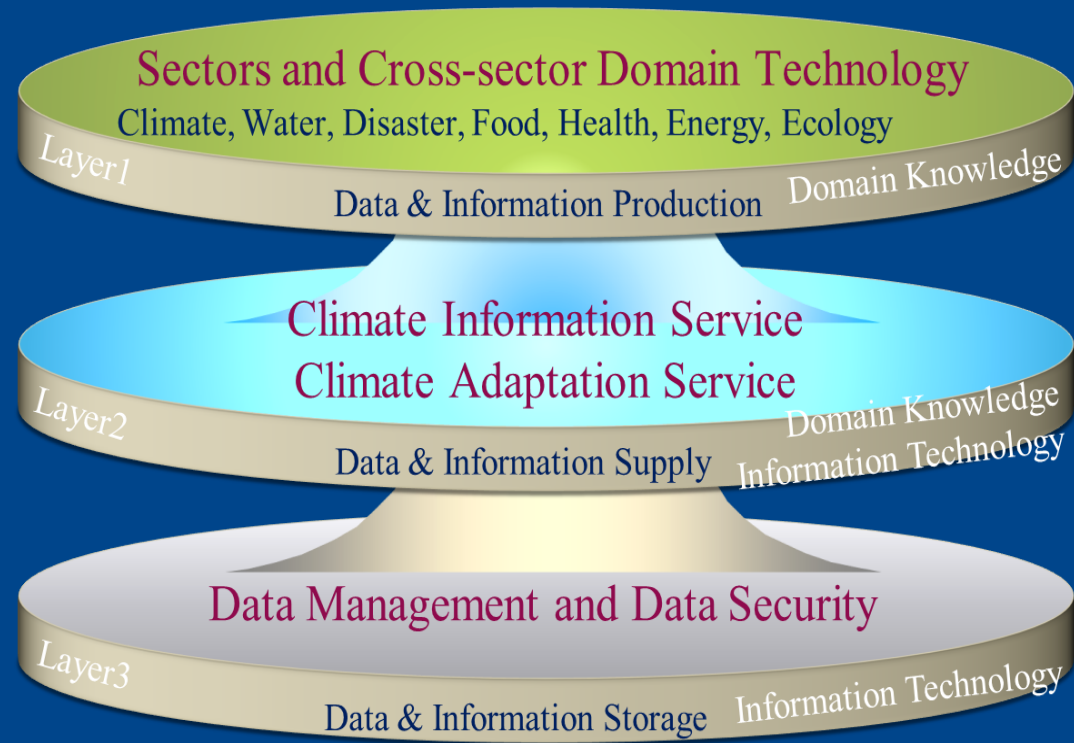 Sectors and Cross-sector Domain Technology
Climate, Water, Disaster, Food, Health, Energy, Ecology
Layer1
Data & Information Production
Domain Knowledge
Climate Information Service
Climate Adaptation Service
Layer2
Data & Information Supply
Domain Knowledge
Information Technology
Data Management and Data Security
Layer3
Data & Information Storage
Information Technology